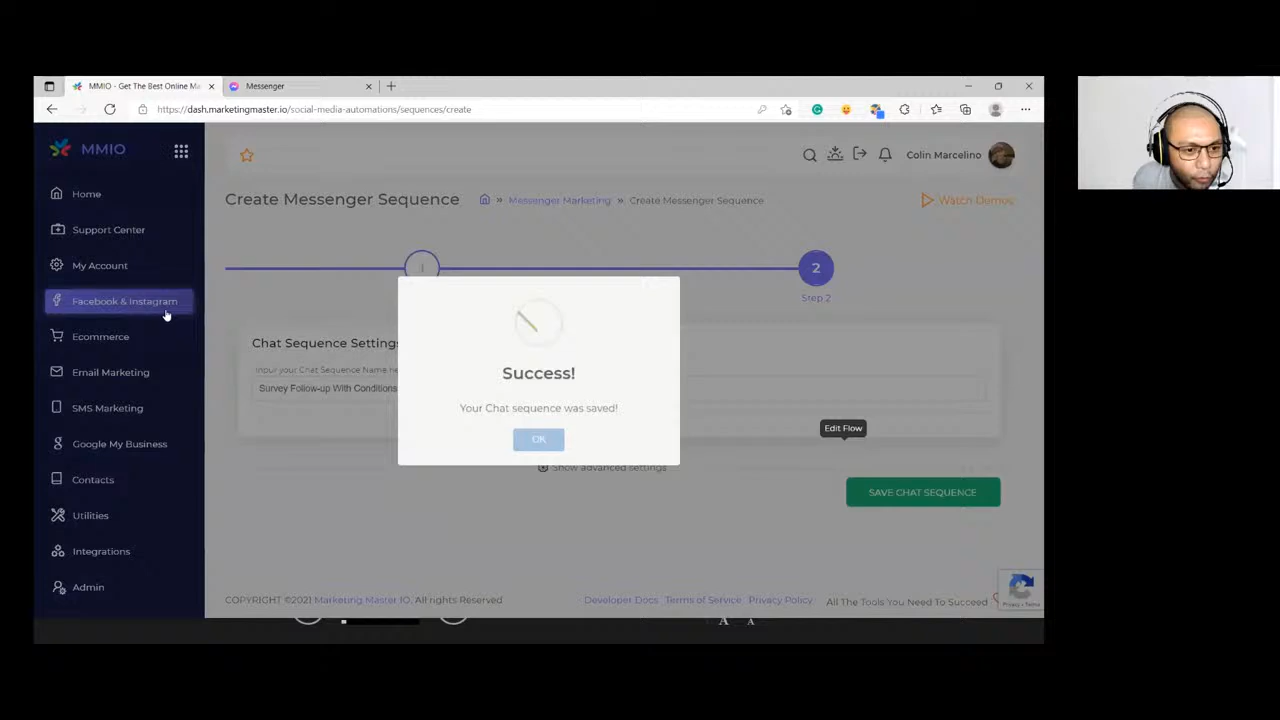 MMIO - Get The Best Online Ma
Messenger
https://dash.marketingmaster.io/social-media-automations/sequences/create
MMIO
Colin Marcelino
Home
Support Center
My Account
Facebook & Instagram
Ecommerce
Email Marketing
SMS Marketing
Google My Business
Contacts
Utilities
Integrations
Admin
Create Messenger Sequence
» Messenger Marketing » Create Messenger Sequence
Watch Demos
1
2
Step 2
Chat Sequence Settings
Input your Chat Sequence Name he
Survey Follow-up With Conditions
Success!
Your Chat sequence was saved!
OK
Edit Flow
Show advanced settings
SAVE CHAT SEQUENCE
COPYRIGHT ©2021 Marketing Master IO, All rights Reserved
Developer Docs Terms of Service Privacy Policy
All The Tools You Need To Succeed
Privacy - Terms
A A